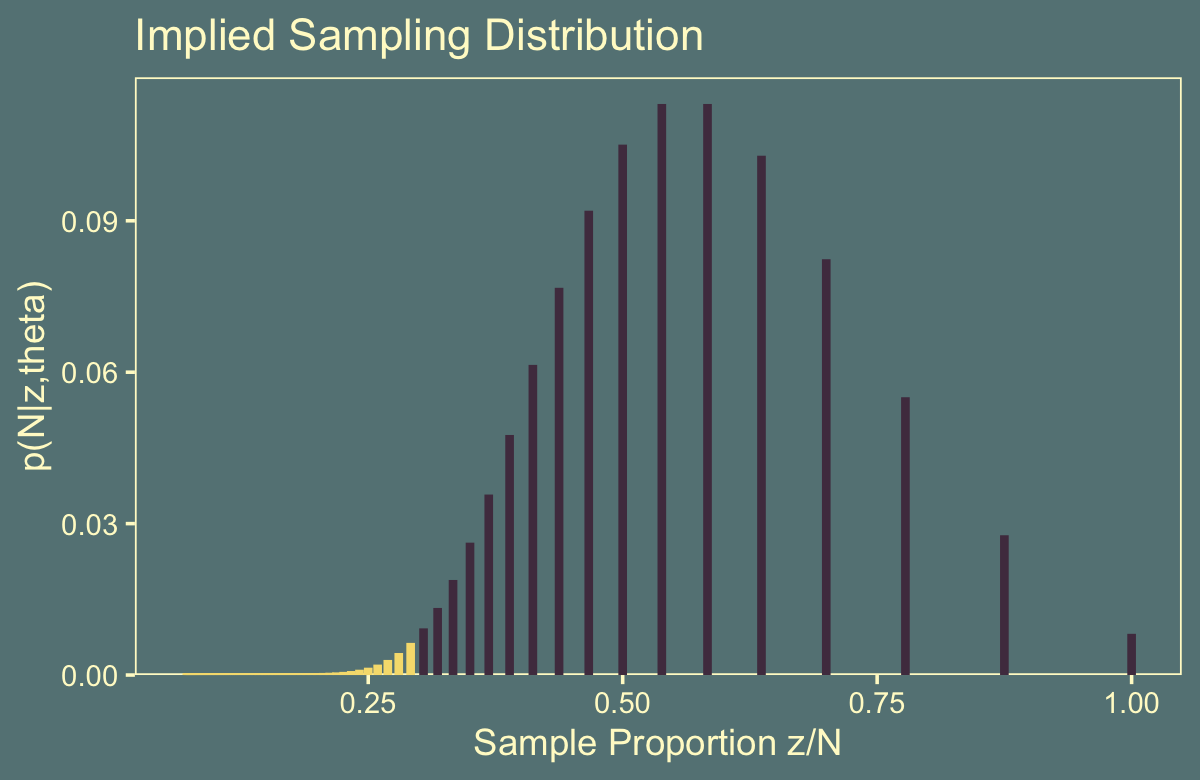 Implied Sampling Distribution
p(N|z,theta)
0.09
0.06
0.03
0.00
0.25 0.50 0.75 1.00
Sample Proportion z/N